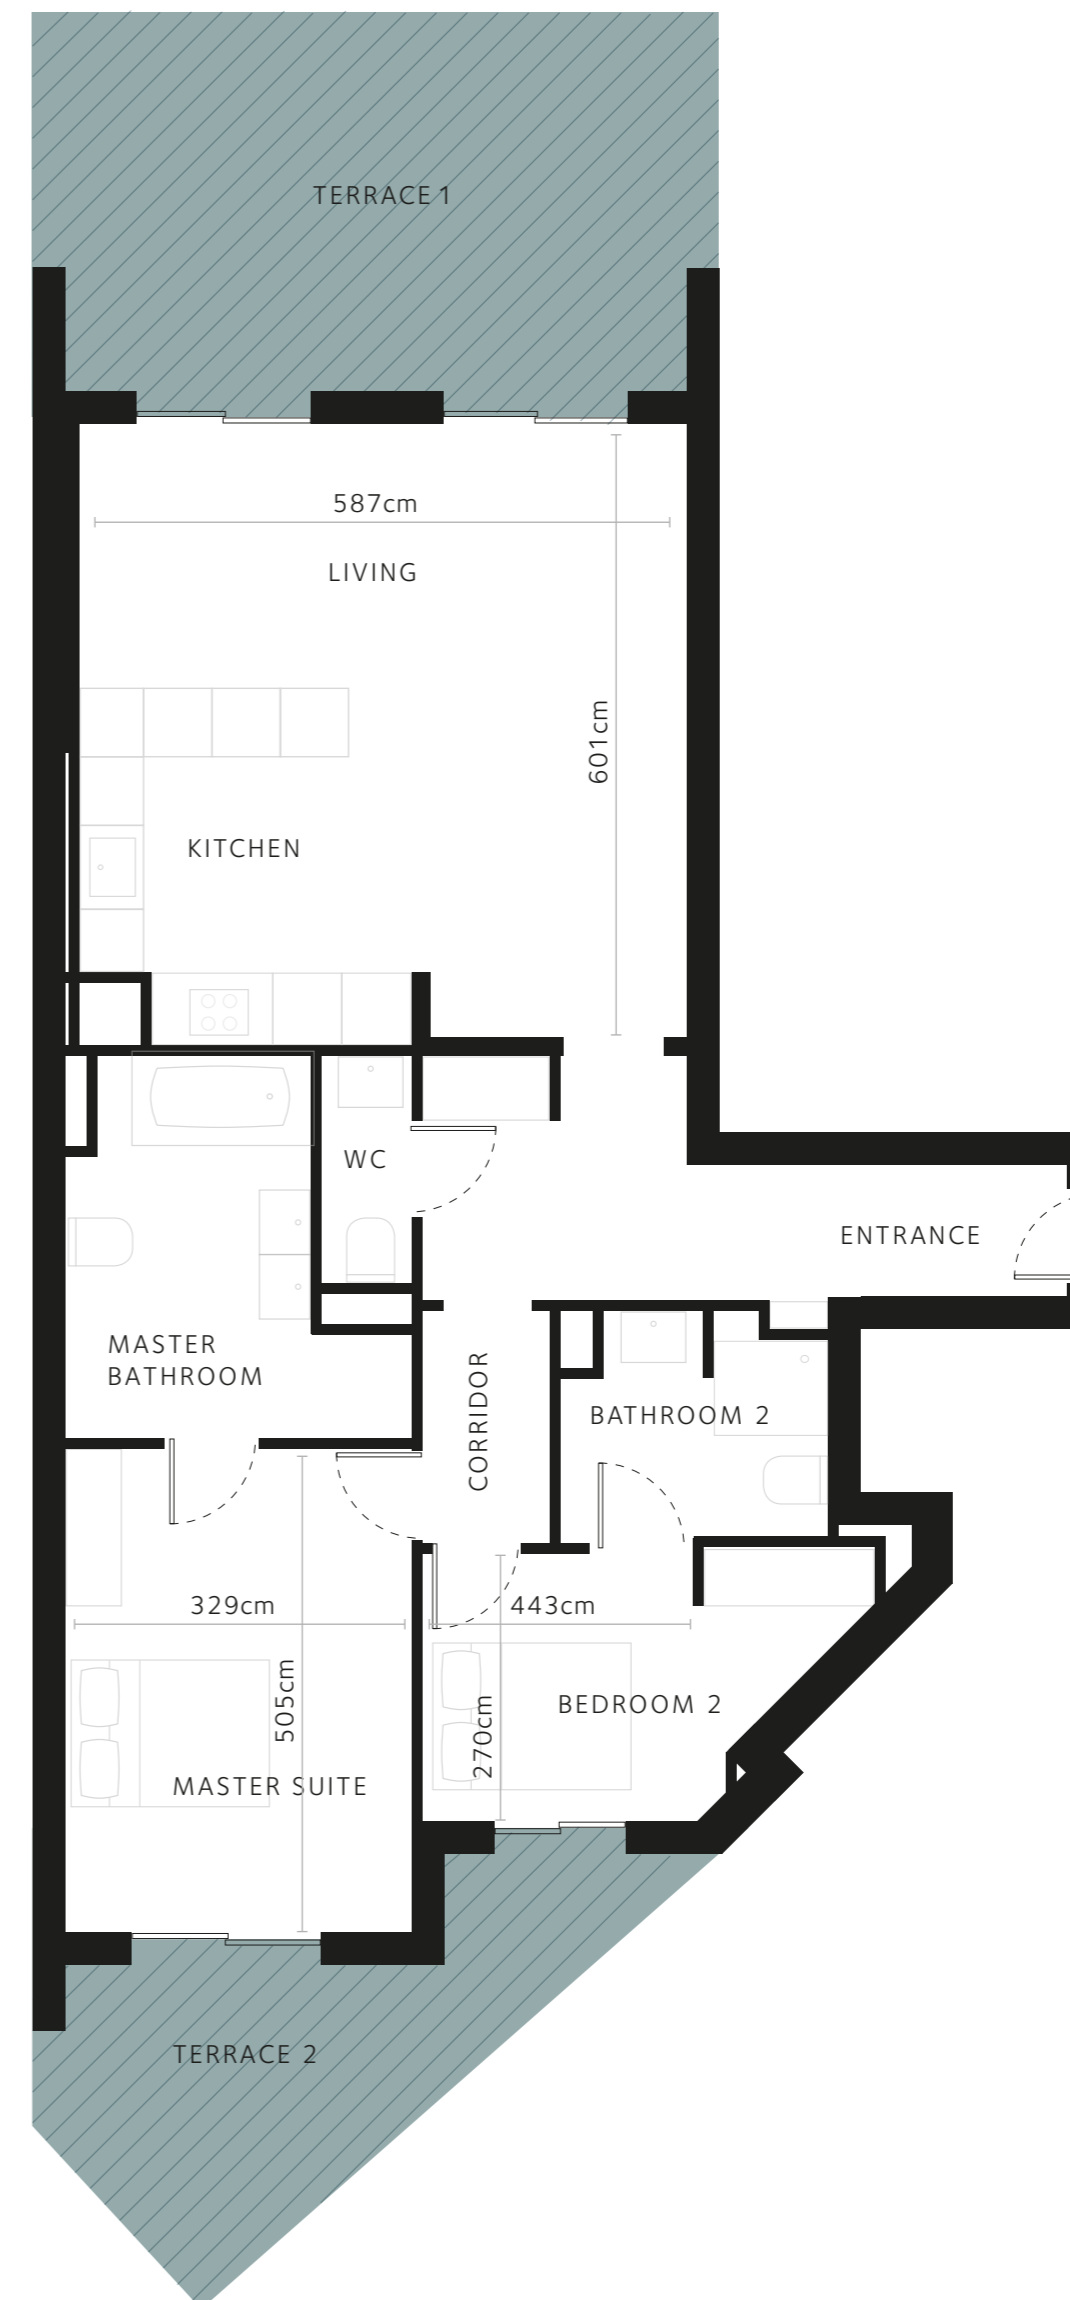 TERRACE 1
587cm
LIVING
601cm
KITCHEN
WC
ENTRANCE
MASTER
BATHROOM
CORRIDOR
BATHROOM 2
329cm
443cm
505cm
270cm
BEDROOM 2
MASTER SUITE
TERRACE 2